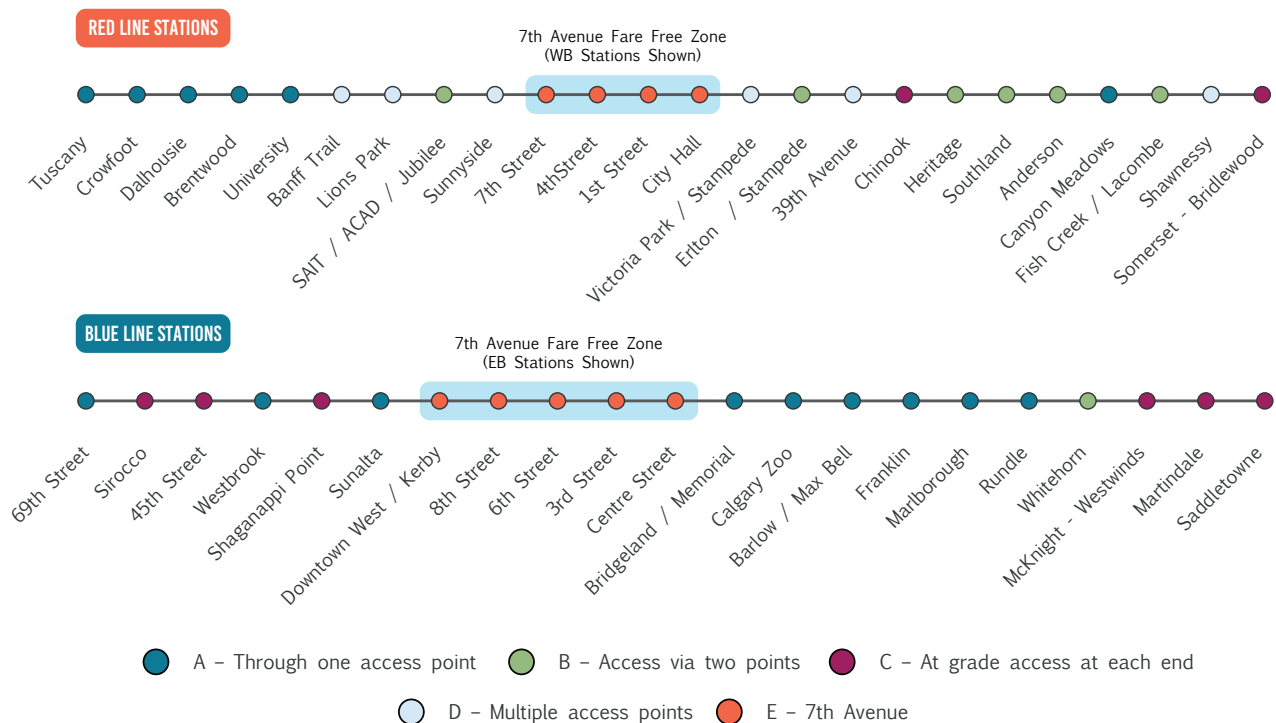 RED LINE STATIONS
7th Avenue Fare Free Zone
(WB Stations Shown)
Tuscany
Crowfoot
Dalhousie
Brentwood
University
Banff Trail
Lions Park
SAIT / ACAD / Jubilee
Sunnyside
7th Street
4thStreet
1st Street
City Hall
Victoria Park / Stampede
Erlton / Stampede
39th Avenue
Chinook
Heritage
Southland
Anderson
Canyon Meadows
Fish Creek / Lacombe
Shawnessy
Somerset - Bridlewood
BLUE LINE STATIONS
7th Avenue Fare Free Zone
(EB Stations Shown)
69th Street
Sirocco
45th Street
Westbrook
Shaganappi Point
Sunalta
Downtown West / Kerby
8th Street
6th Street
3rd Street
Centre Street
Bridgeland / Memorial
Calgary Zoo
Barlow / Max Bell
Franklin
Marlborough
Rundle
Whitehorn
McKnight - Westwinds
Martindale
Saddletowne
A – Through one access point
B – Access via two points
C – At grade access at each end
D – Multiple access points
E – 7th Avenue